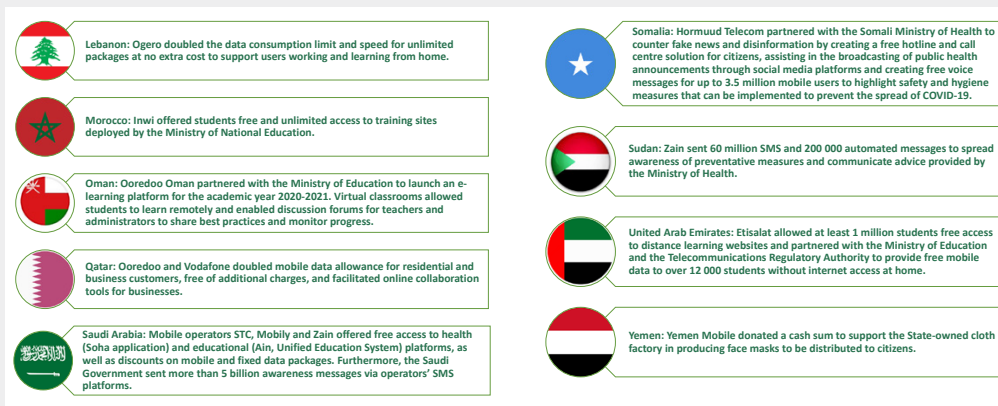 Lebanon: Ogero doubled the data consumption limit and speed for unlimited
packages at no extra cost to support users working and learning from home.
Morocco: Inwi offered students free and unlimited access to training sites
deployed by the Ministry of National Education.
Oman: Ooredoo Oman partnered with the Ministry of Education to launch an e-
learning platform for the academic year 2020-2021. Virtual classrooms allowed
students to learn remotely and enabled discussion forums for teachers and
administrators to share best practices and monitor progress.
Qatar: Ooredoo and Vodafone doubled mobile data allowance for residential and
business customers, free of additional charges, and facilitated online collaboration
tools for businesses.
Saudi Arabia: Mobile operators STC, Mobily and Zain offered free access to health
(Soha application) and educational (Ain, Unified Education System) platforms, as
well as discounts on mobile and fixed data packages. Furthermore, the Saudi
Government sent more than 5 billion awareness messages via operators' SMS
platforms.
Somalia: Hormuud Telecom partnered with the Somali Ministry of Health to
counter fake news and disinformation by creating a free hotline and call
centre solution for citizens, assisting in the broadcasting of public health
announcements through social media platforms and creating free voice
messages for up to 3.5 million mobile users to highlight safety and hygiene
measures that can be implemented to prevent the spread of COVID-19.
Sudan: Zain sent 60 million SMS and 200 000 automated messages to spread
awareness of preventative measures and communicate advice provided by
the Ministry of Health.
United Arab Emirates: Etisalat allowed at least 1 million students free access
to distance learning websites and partnered with the Ministry of Education
and the Telecommunications Regulatory Authority to provide free mobile
data to over 12 000 students without internet access at home.
Yemen: Yemen Mobile donated a cash sum to support the State-owned cloth
factory in producing face masks to be distributed to citizens.